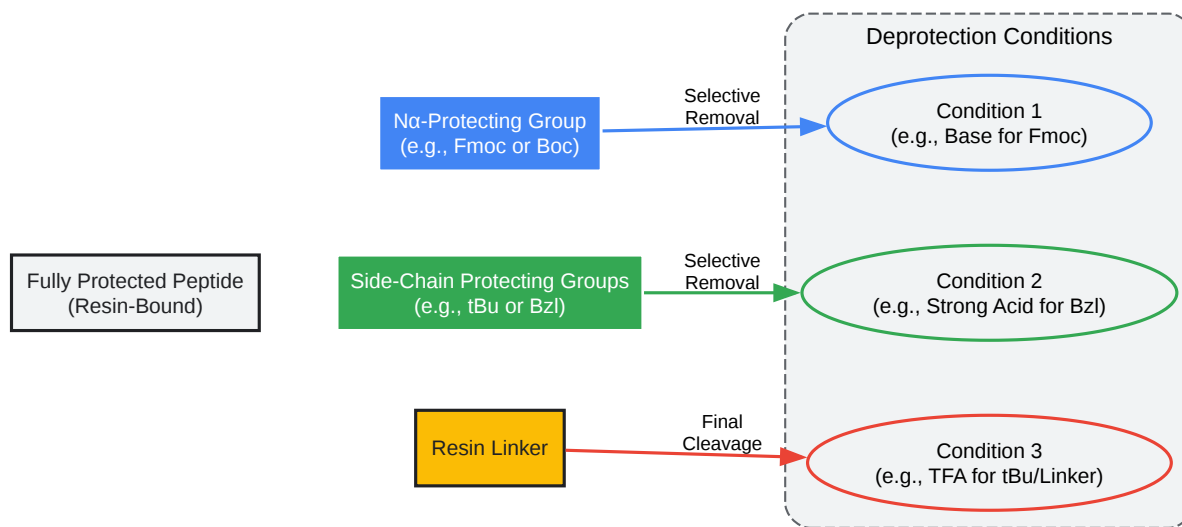 Deprotection Conditions
Nα-Protecting Group
(e.g., Fmoc or Boc)
Selective
Removal
Condition 1
(e.g., Base for Fmoc)
Fully Protected Peptide
(Resin-Bound)
Side-Chain Protecting Groups
(e.g., tBu or Bzl)
Selective
Removal
Condition 2
(e.g., Strong Acid for Bzl)
Resin Linker
Final
Cleavage
Condition 3
(e.g., TFA for tBu/Linker)